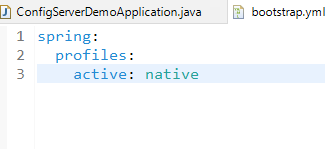 ConfigServerDemoApplication.java bootstrap.yml
1 spring:
2   profiles:
3     active: native